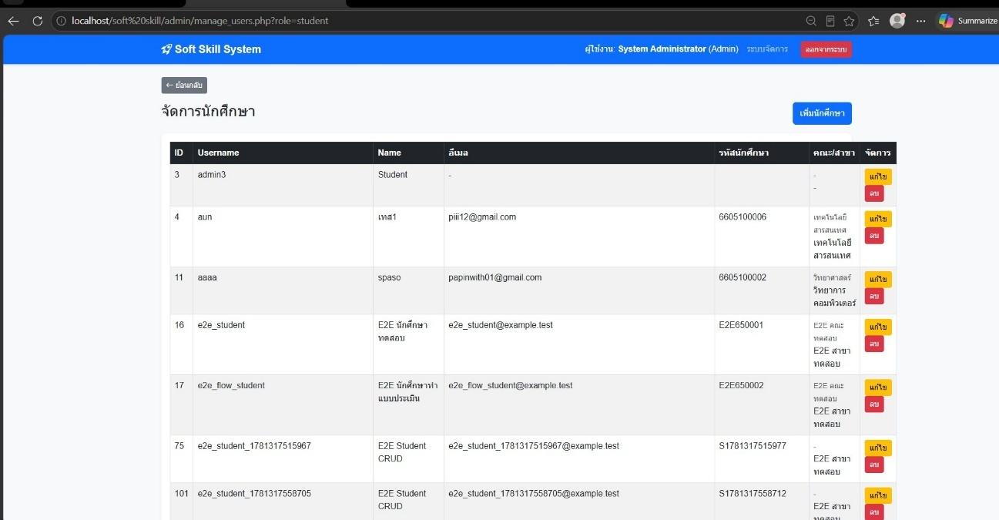 localhost/soft%20skill/admin/manage_users.php?role=student
Summarize
Soft Skill System
ผู้ใช้งาน: System Administrator (Admin) ระบบจัดการ ออกจากระบบ
← ย้อนกลับ
จัดการนักศึกษา
เพิ่มนักศึกษา
ID Username Name อีเมล รหัสนักศึกษา คณะ/สาขา จัดการ
3 admin3 Student - - แก้ไข
- ลบ
4 aun เทส1 piii12@gmail.com 6605100006 เทคโนโลยี แก้ไข
สารสนเทศ ลบ
เทคโนโลยี
สารสนเทศ
11 aaaa spaso papinwith01@gmail.com 6605100002 วิทยาศาสตร์ แก้ไข
วิทยาการ ลบ
คอมพิวเตอร์
16 e2e_student E2E นักศึกษา e2e_student@example.test E2E650001 E2E คณะ แก้ไข
ทดสอบ ทดสอบ ลบ
E2E สาขา
ทดสอบ
17 e2e_flow_student E2E นักศึกษาทำ e2e_flow_student@example.test E2E650002 E2E คณะ แก้ไข
แบบประเมิน ทดสอบ ลบ
E2E สาขา
ทดสอบ
75 e2e_student_1781317515967 E2E Student e2e_student_1781317515967@example.test S1781317515977 - แก้ไข
CRUD E2E สาขา ลบ
ทดสอบ
101 e2e_student_1781317558705 E2E Student e2e_student_1781317558705@example.test S1781317558712 - แก้ไข
CRUD E2E สาขา ลบ
ทดสอบ